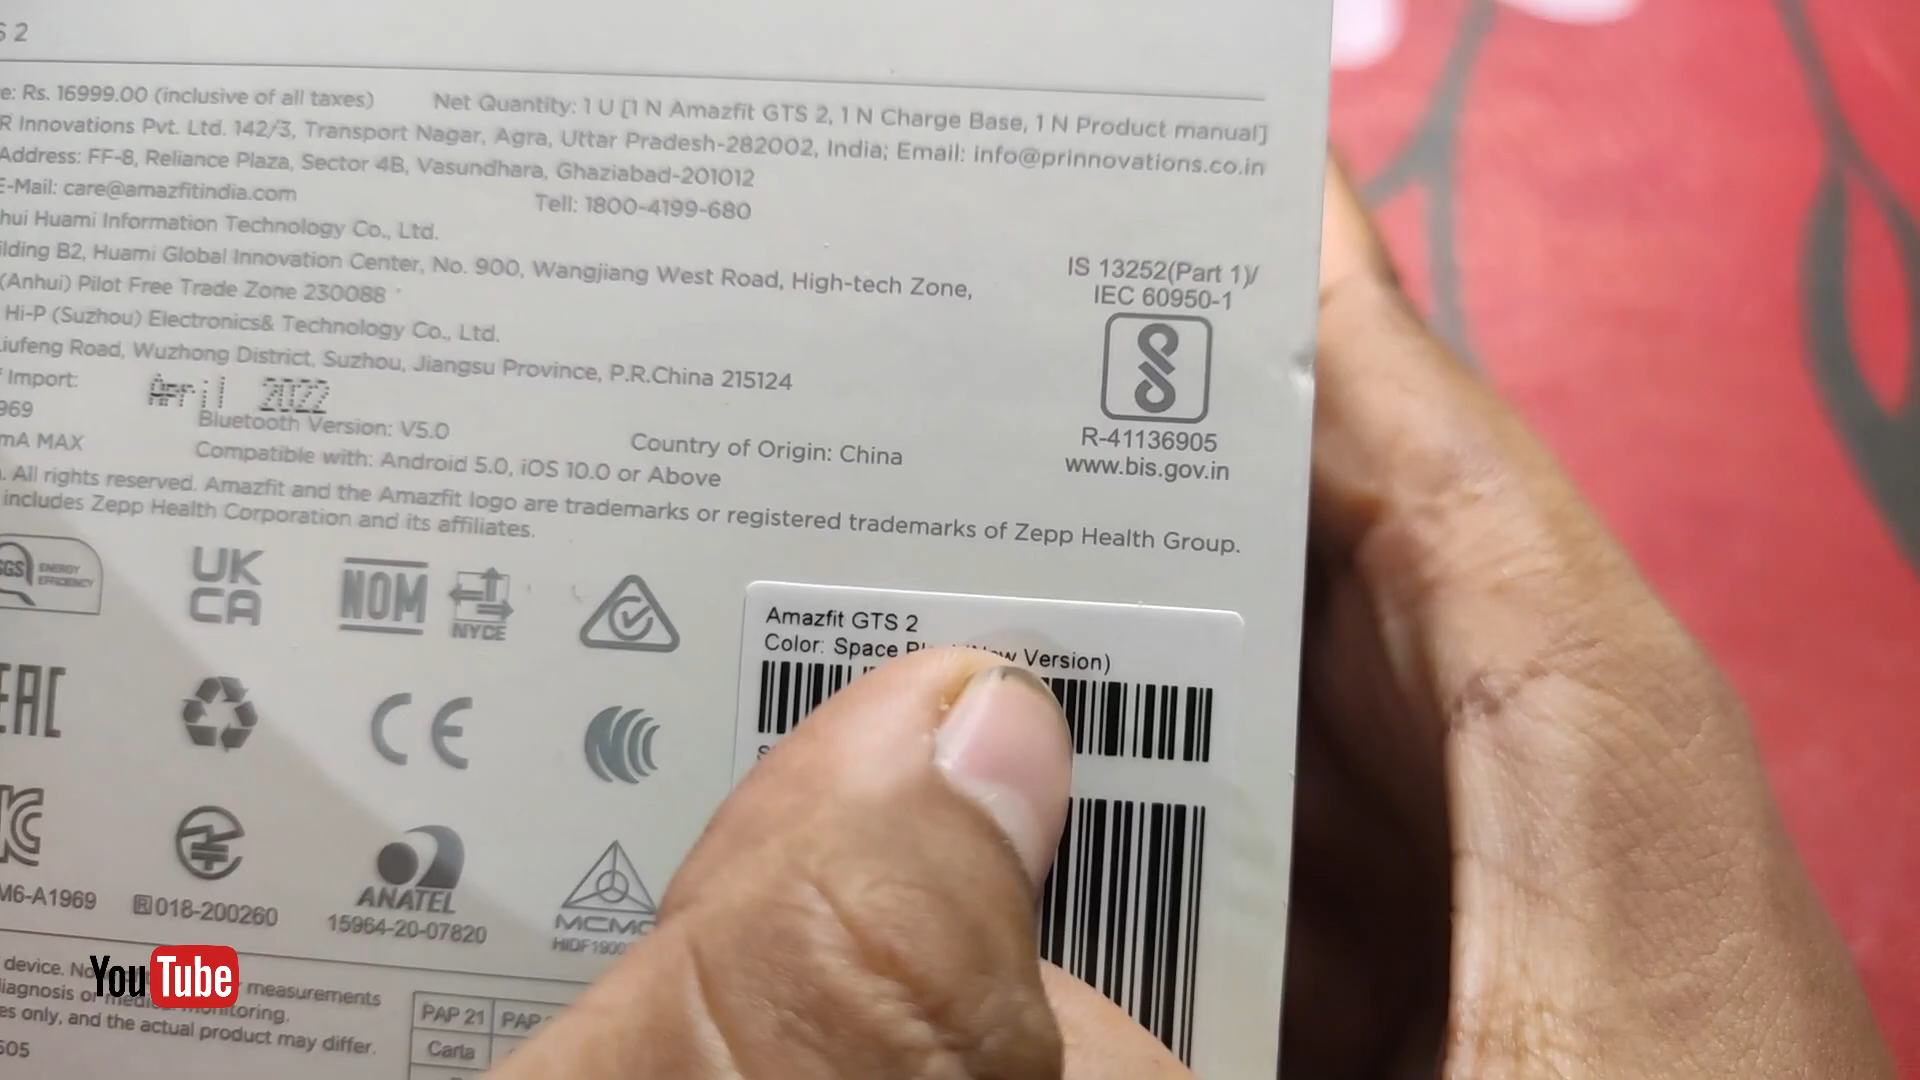 S 2
e: Rs. 16999.00 (inclusive of all taxes) Net Quantity: 1 U [1 N Amazfit GTS 2, 1 N Charge Base, 1 N Product manual]
R Innovations Pvt. Ltd. 142/3, Transport Nagar, Agra, Uttar Pradesh-282002, India; Email: info@prinnovations.co.in
Address: FF-8, Reliance Plaza, Sector 4B, Vasundhara, Ghaziabad-201012
E-Mail: care@amazfitindia.com Tell: 1800-4199-680
hui Huami Information Technology Co., Ltd.
ilding B2, Huami Global Innovation Center, No. 900, Wangjiang West Road, High-tech Zone,
(Anhui) Pilot Free Trade Zone 230088
Hi-P (Suzhou) Electronics& Technology Co., Ltd.
iufeng Road, Wuzhong District, Suzhou, Jiangsu Province, P.R.China 215124
Import: April 2022
969 Bluetooth Version: V5.0 Country of Origin: China
mA MAX Compatible with: Android 5.0, iOS 10.0 or Above
. All rights reserved. Amazfit and the Amazfit logo are trademarks or registered trademarks of Zepp Health Group.
includes Zepp Health Corporation and its affiliates.
IS 13252(Part 1)/
IEC 60950-1
R-41136905
www.bis.gov.in
SGS ENERGY EFFICIENCY
UK
CA
NOM
NYCE
EAC
CE
M6-A1969
R 018-200260
ANATEL
15964-20-07820
MCMC
HIDF1900
Amazfit GTS 2
Color: Space Version)
device. measurements
iagnosis or monitoring.
es only, and the actual product may differ.
505
PAP 21 PAP
Carta
YouTube